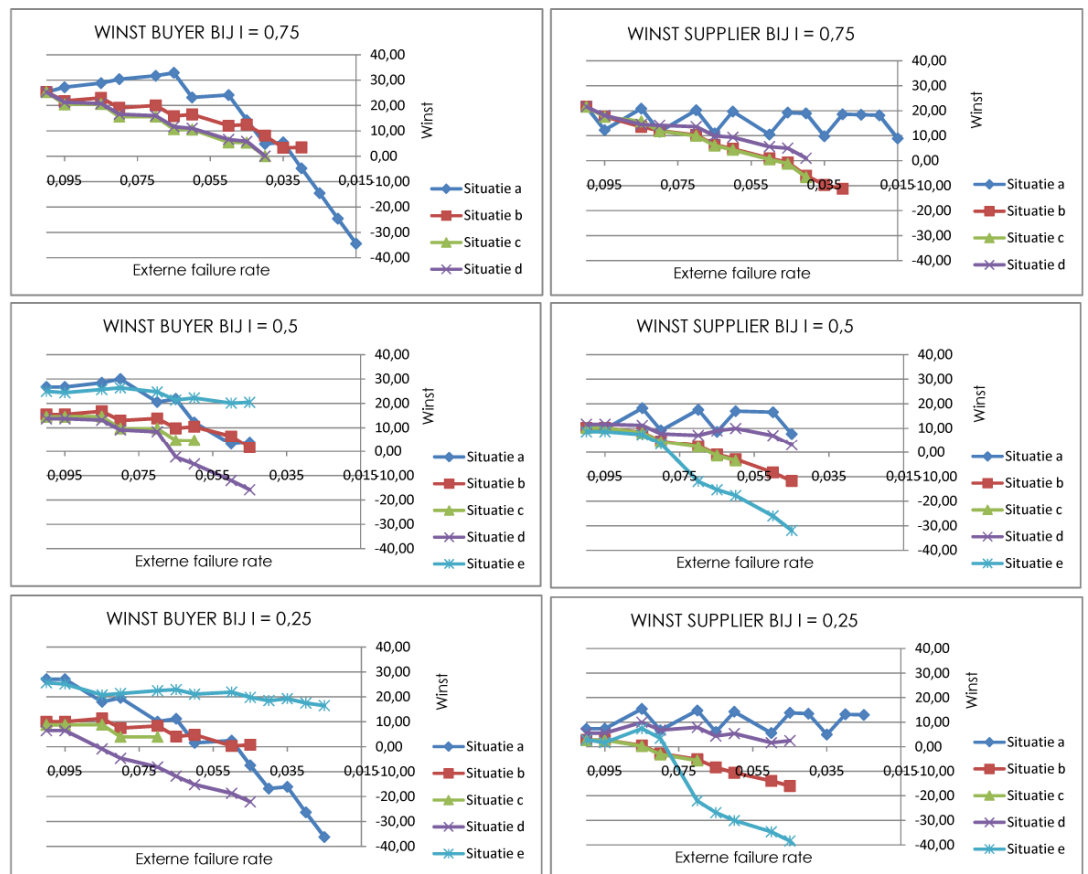 WINST BUYER BIJ I = 0,75
40,00
30,00
20,00
10,00
0,00
-10,00
-20,00
-30,00
-40,00
Winst
0,095
0,075
0,055
0,035
0,015
Externe failure rate
Situatie a
Situatie b
Situatie c
Situatie d
WINST SUPPLIER BIJ I = 0,75
40,00
30,00
20,00
10,00
0,00
-10,00
-20,00
-30,00
-40,00
Winst
0,095
0,075
0,055
0,035
0,015
Externe failure rate
Situatie a
Situatie b
Situatie c
Situatie d
WINST BUYER BIJ I = 0,5
40,00
30,00
20,00
10,00
0,00
-10,00
-20,00
-30,00
-40,00
Winst
0,095
0,075
0,055
0,035
0,015
Externe failure rate
Situatie a
Situatie b
Situatie c
Situatie d
Situatie e
WINST SUPPLIER BIJ I = 0,5
40,00
30,00
20,00
10,00
0,00
-10,00
-20,00
-30,00
-40,00
Winst
0,095
0,075
0,055
0,035
0,015
Externe failure rate
Situatie a
Situatie b
Situatie c
Situatie d
Situatie e
WINST BUYER BIJ I = 0,25
40,00
30,00
20,00
10,00
0,00
-10,00
-20,00
-30,00
-40,00
Winst
0,095
0,075
0,055
0,035
0,015
Externe failure rate
Situatie a
Situatie b
Situatie c
Situatie d
Situatie e
WINST SUPPLIER BIJ I = 0,25
40,00
30,00
20,00
10,00
0,00
-10,00
-20,00
-30,00
-40,00
Winst
0,095
0,075
0,055
0,035
0,015
Externe failure rate
Situatie a
Situatie b
Situatie c
Situatie d
Situatie e